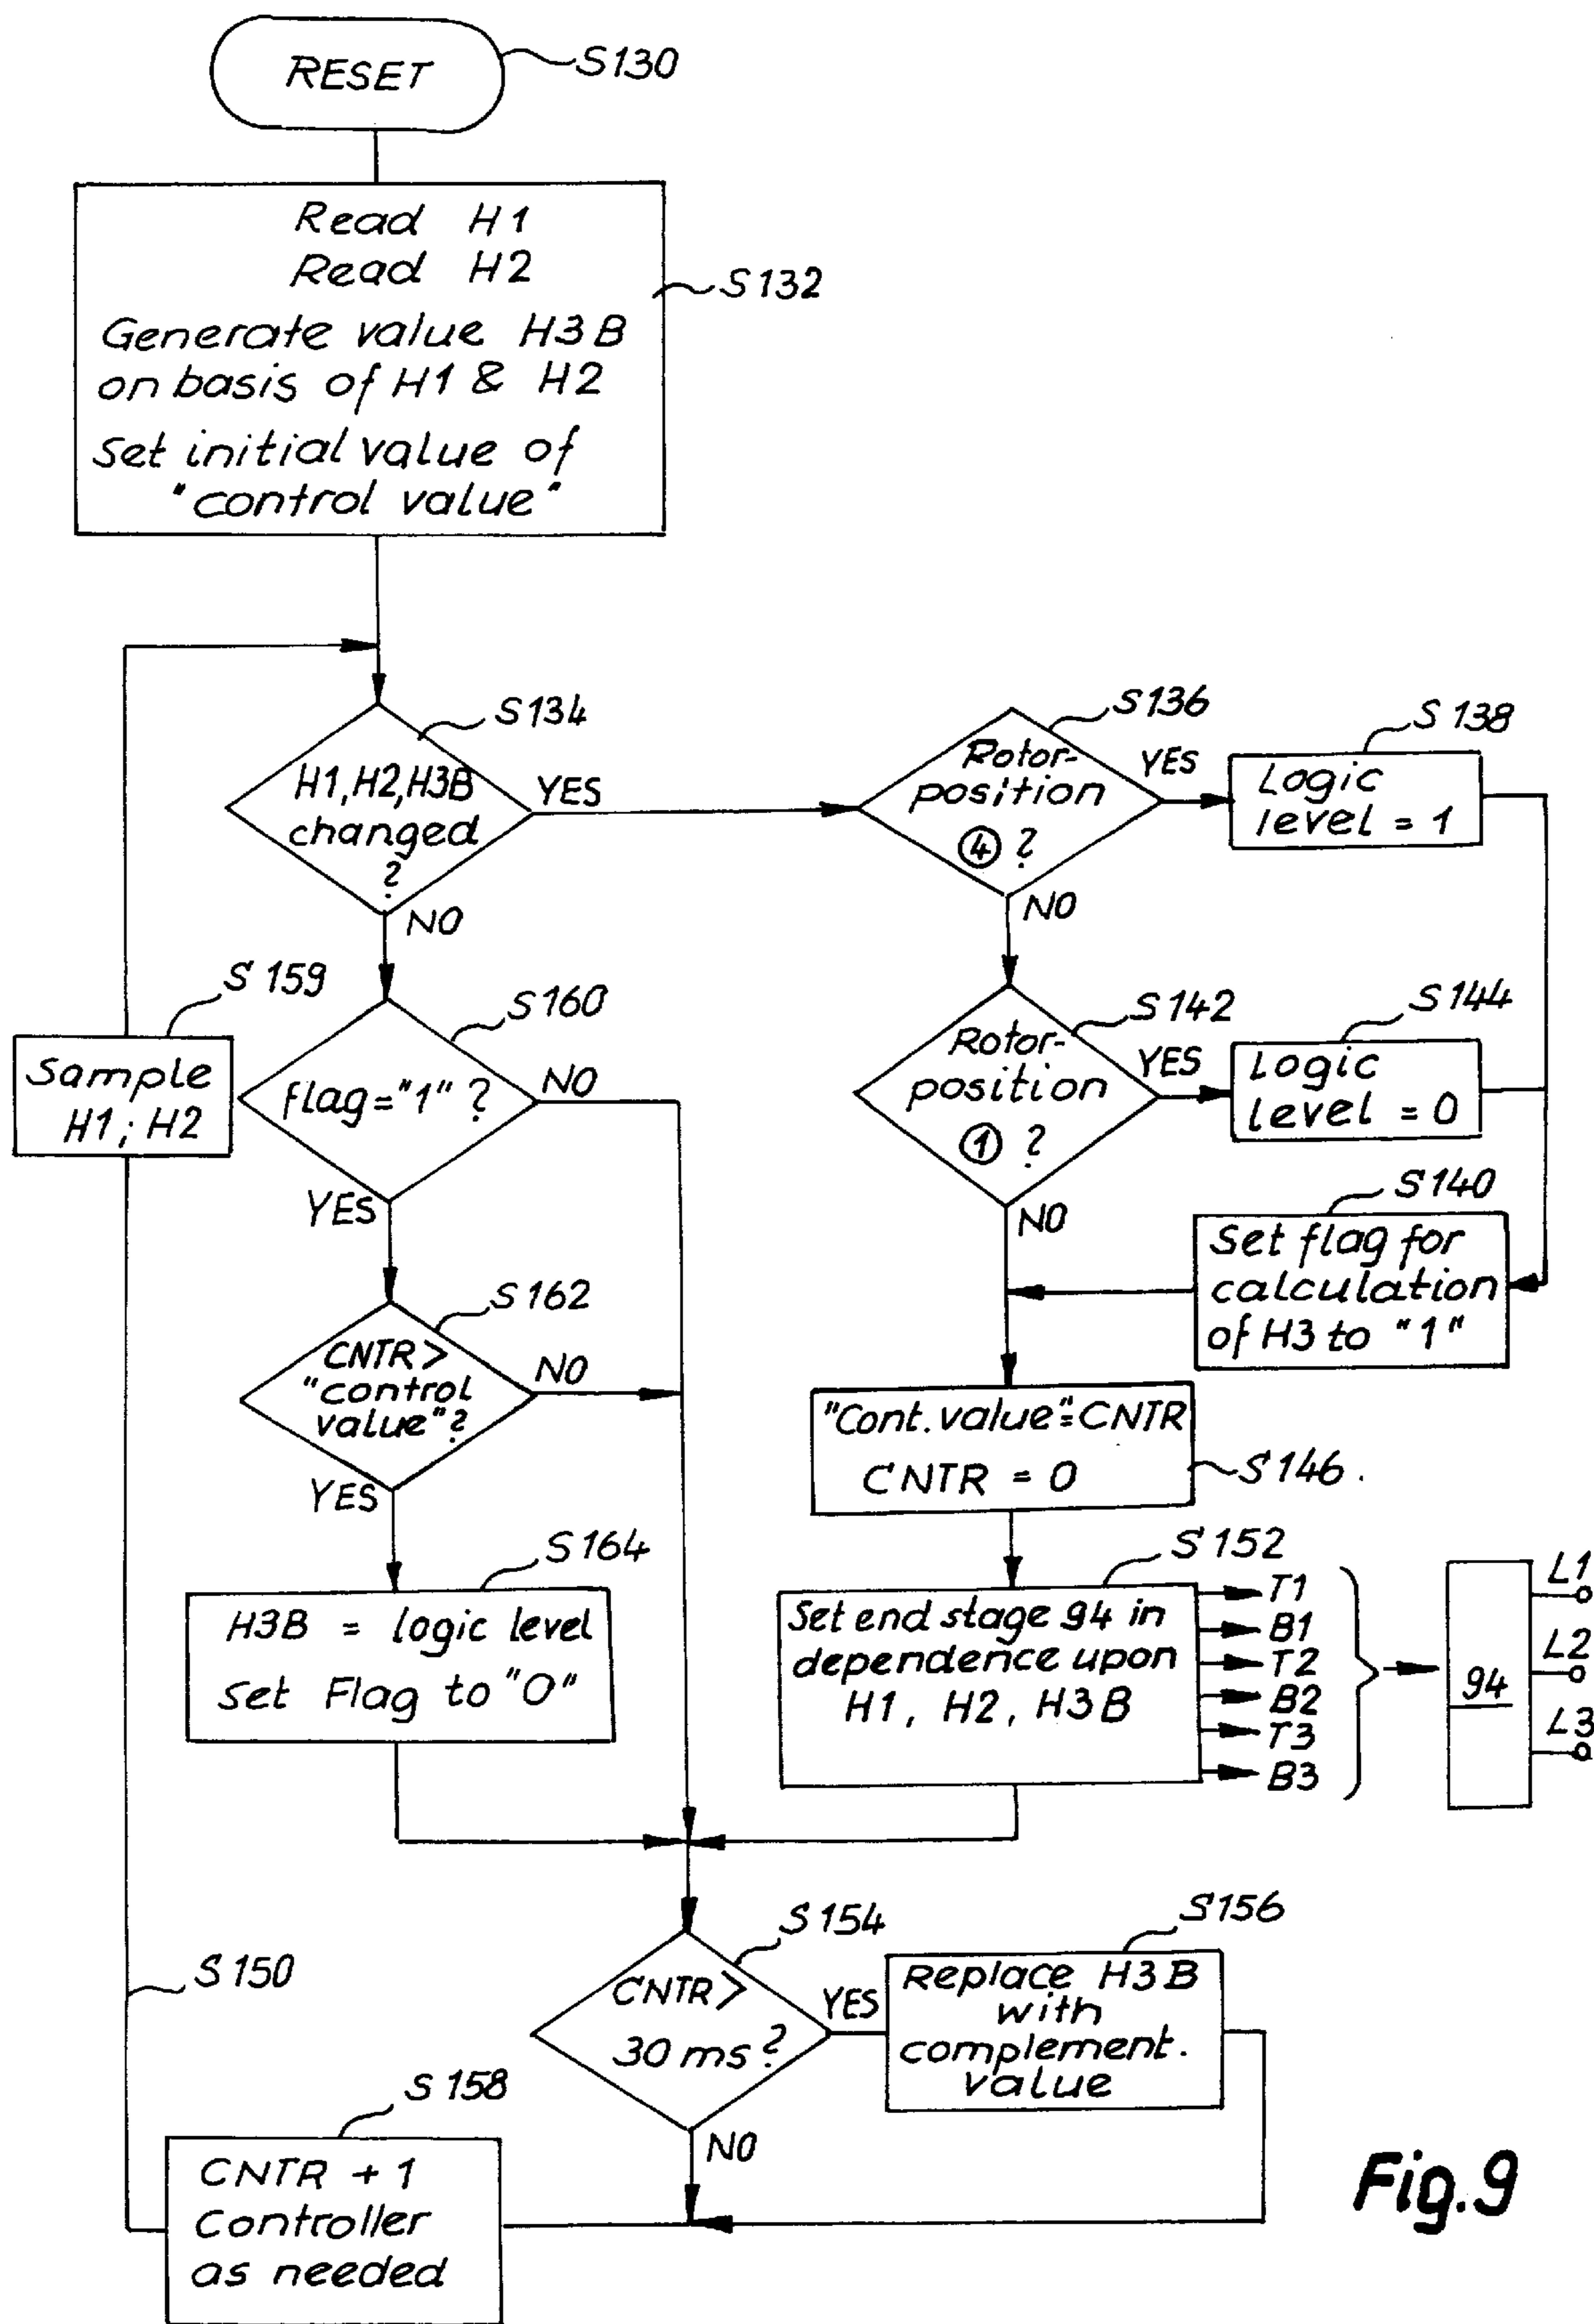 RESET
S130
Read H1
Read H2
S132
Generate value H3B
on basis of H1 & H2
Set initial value of
"control value"
S134
H1,H2,H3B
changed
?
YES
NO
S136
Rotor-
position
④ ?
YES
NO
S138
Logic
level = 1
S159
Sample
H1; H2
S160
flag="1" ?
NO
YES
S142
Rotor-
position
① ?
YES
NO
S144
Logic
level = 0
S140
Set flag for
calculation
of H3 to "1"
S162
CNTR >
"control
value"?
NO
YES
"Cont. value"=CNTR
CNTR = 0
S146.
S164
H3B = logic level
Set Flag to "0"
S152
Set end stage 94 in
dependence upon
H1, H2, H3B
T1
B1
T2
B2
T3
B3
94
L1
L2
L3
S150
S154
CNTR >
30 ms?
YES
NO
S156
Replace H3B
with
complement.
value
S158
CNTR + 1
Controller
as needed
Fig.9